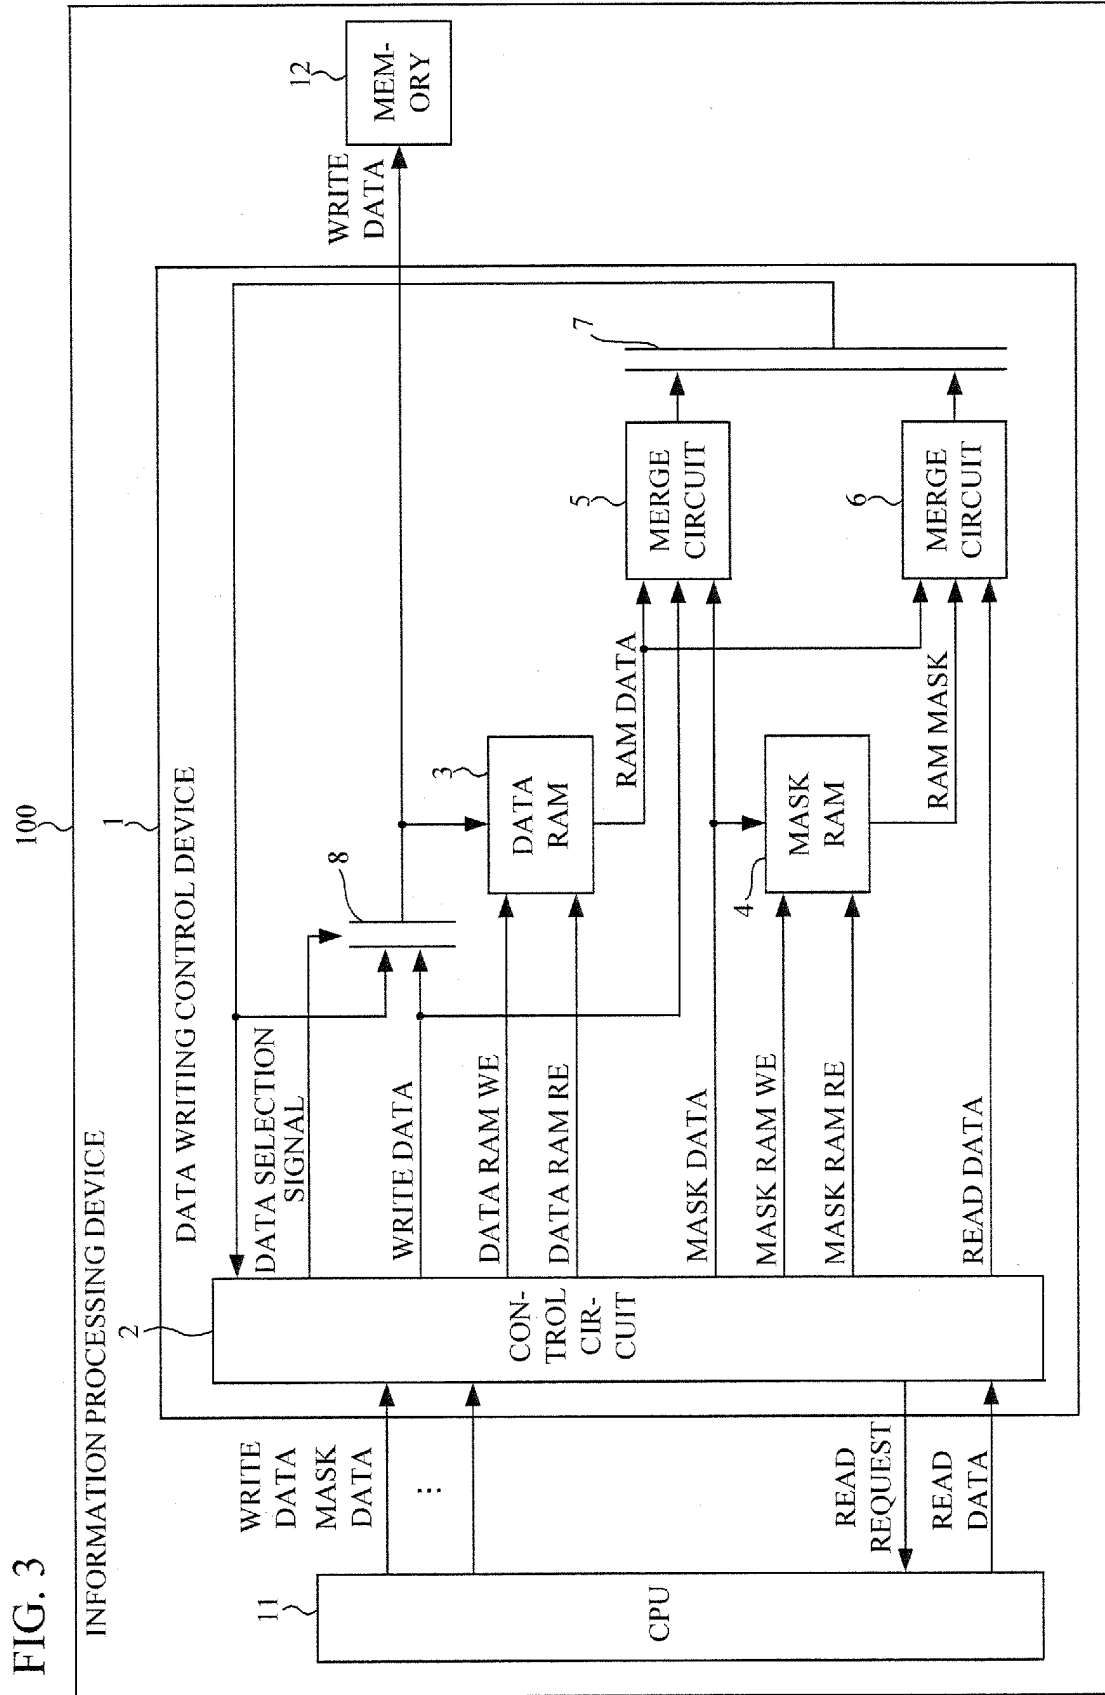 FIG. 3
INFORMATION PROCESSING DEVICE
100
DATA WRITING CONTROL DEVICE
1
11
CPU
WRITE
DATA
MASK
DATA
...
READ
REQUEST
READ
DATA
2
CON-
TROL
CIR-
CUIT
DATA SELECTION
SIGNAL
WRITE DATA
DATA RAM WE
DATA RAM RE
MASK DATA
MASK RAM WE
MASK RAM RE
READ DATA
8
3
DATA
RAM
4
MASK
RAM
RAM DATA
RAM MASK
5
MERGE
CIRCUIT
6
MERGE
CIRCUIT
7
WRITE
DATA
12
MEM-
ORY